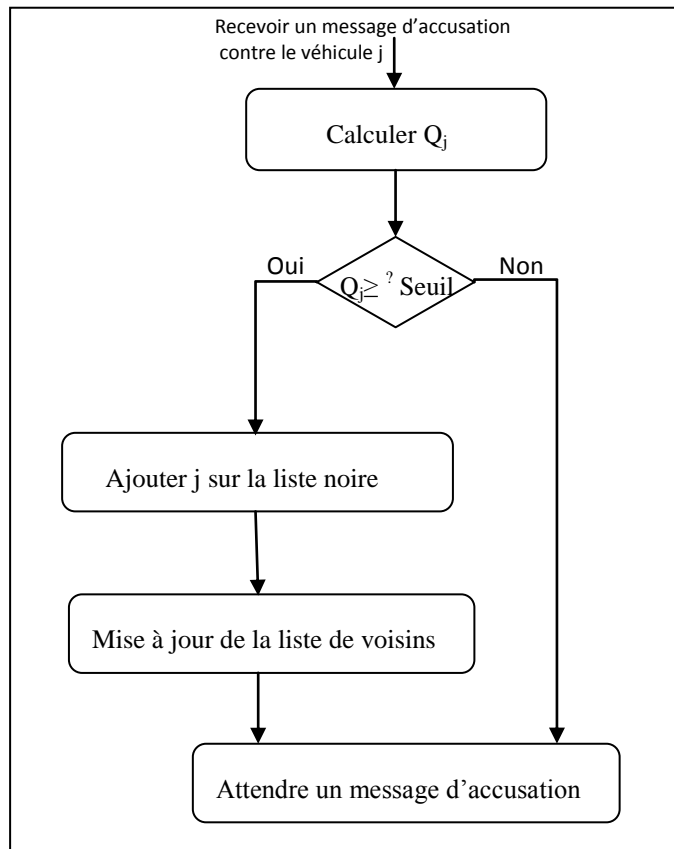 Recevoir un message d’accusation
contre le véhicule j
Calculer Qj
Oui
Non
Qj≥ ? Seuil
Ajouter j sur la liste noire
Mise à jour de la liste de voisins
Attendre un message d’accusation